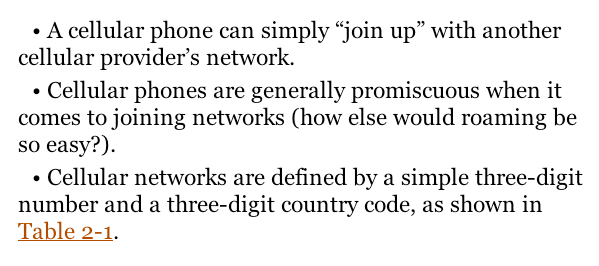 • A cellular phone can simply “join up” with another
cellular provider’s network.
• Cellular phones are generally promiscuous when it
comes to joining networks (how else would roaming be
so easy?).
• Cellular networks are defined by a simple three-digit
number and a three-digit country code, as shown in
Table 2-1.